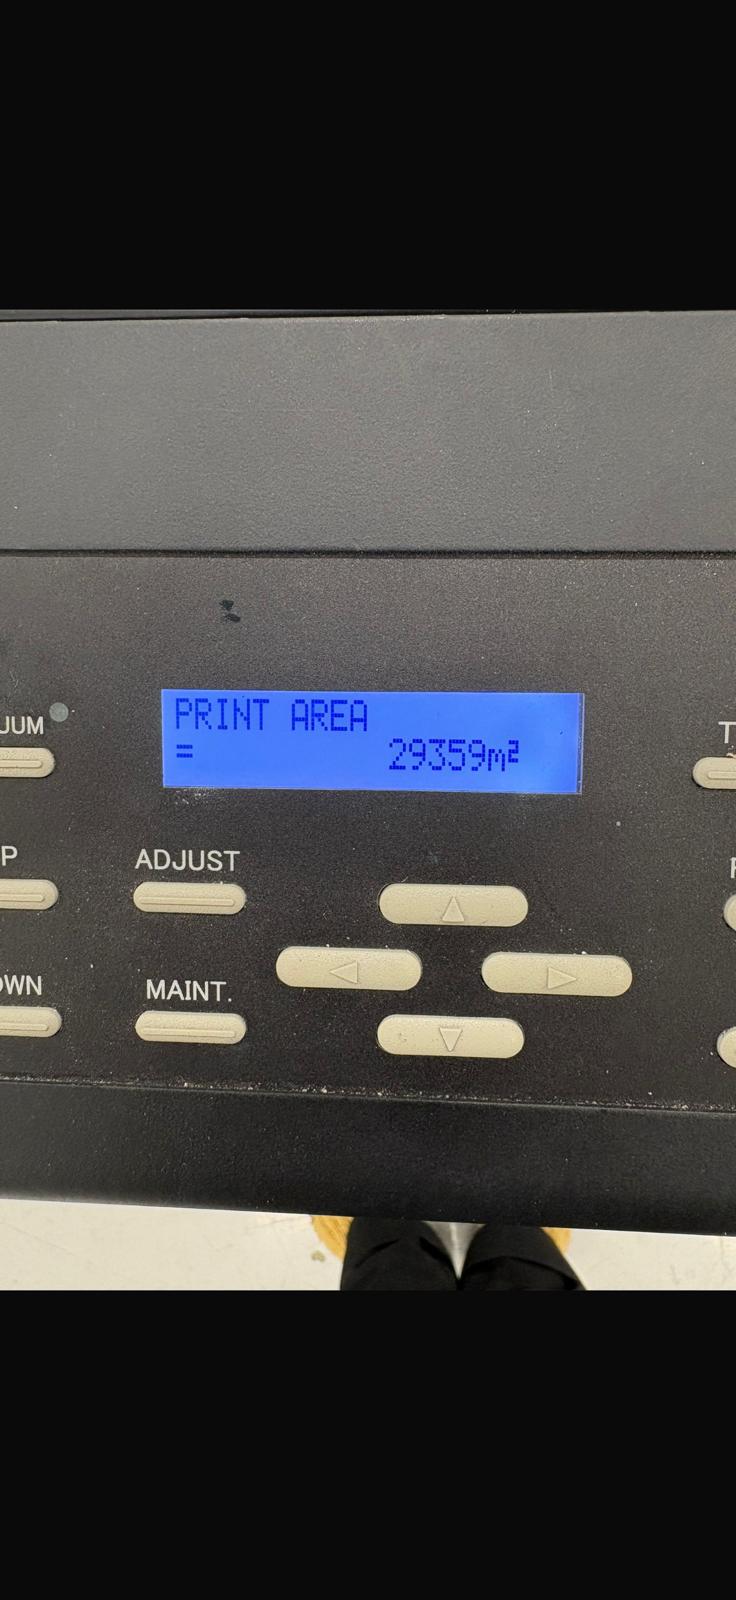 PRINT AREA
= 29359m²
ADJUST
MAINT.